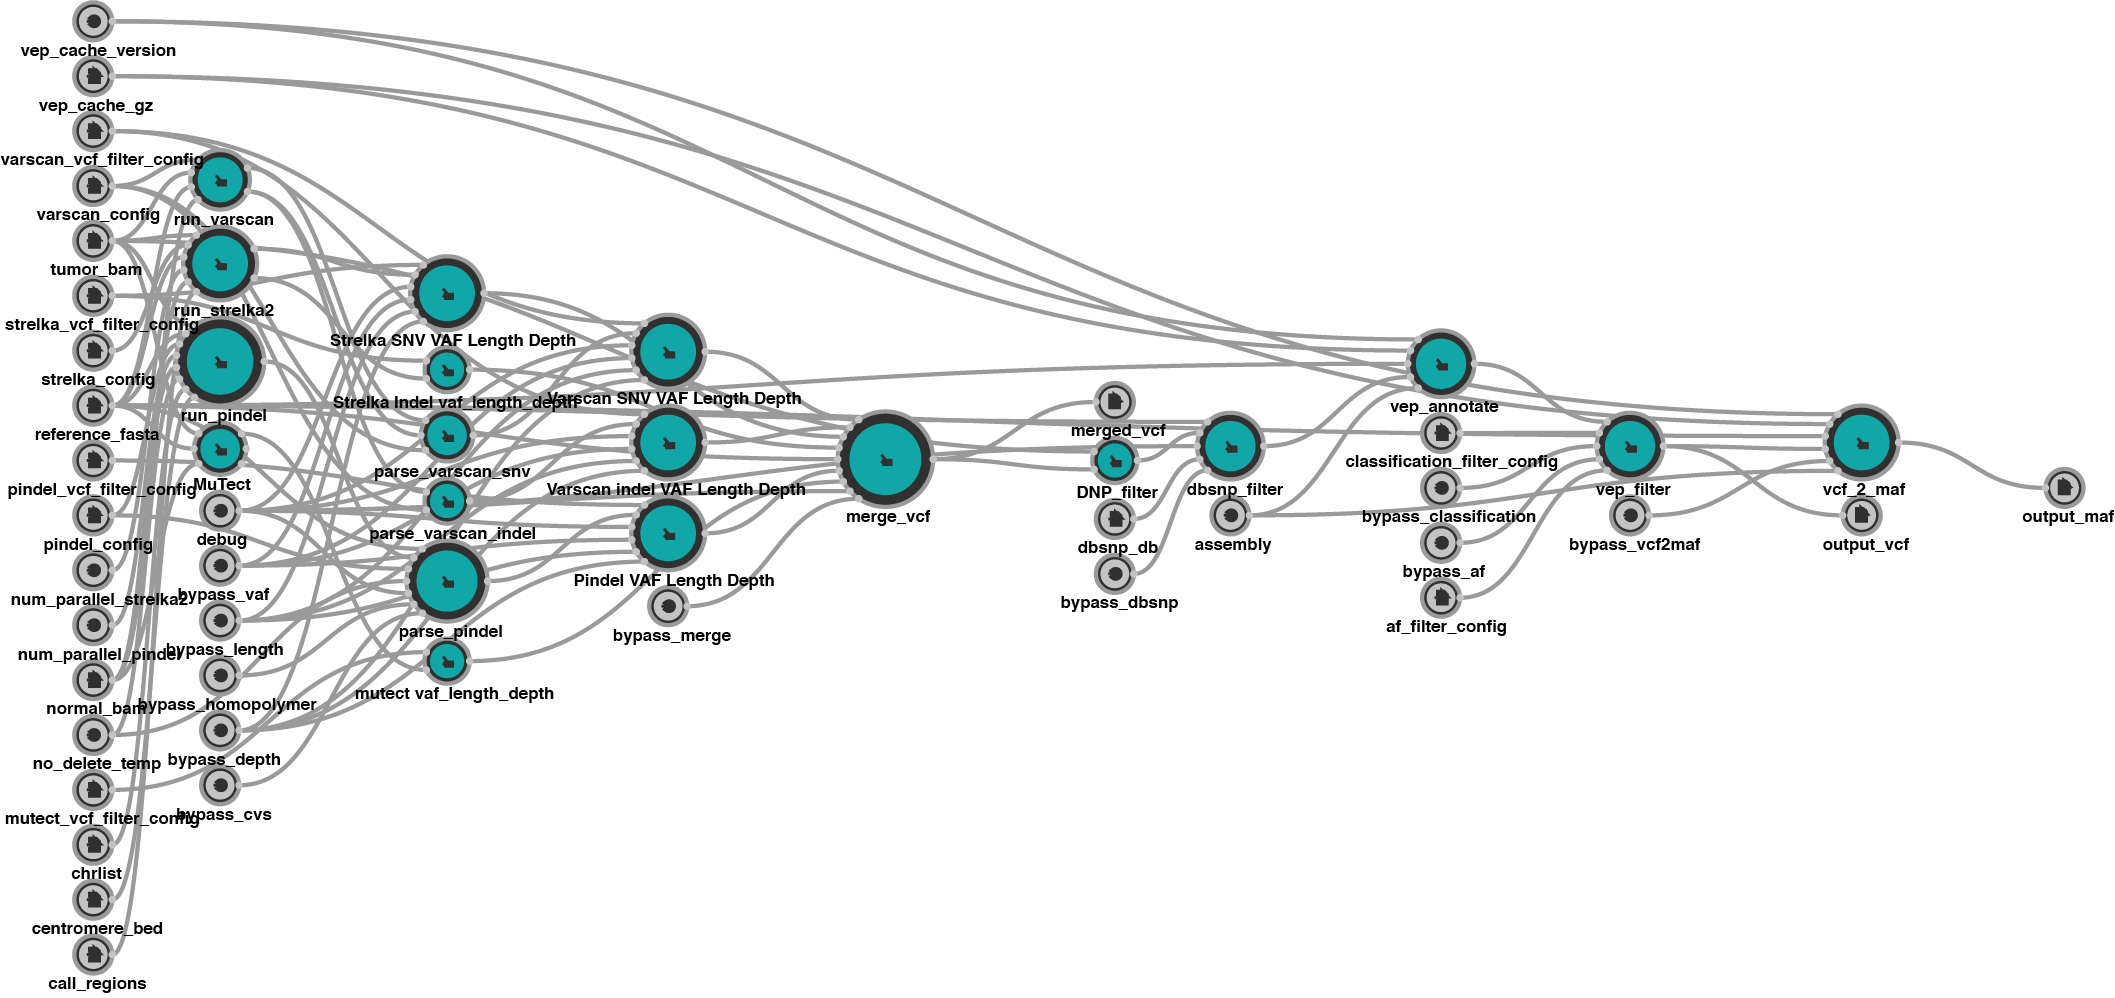 vep_cache_version
vep_cache_gz
varscan_vcf_filter_config
varscan_config
tumor_bam
strelka_vcf_filter_config
strelka_config
reference_fasta
pindel_vcf_filter_config
pindel_config
num_parallel_strelka2
num_parallel_pindel
normal_bam
no_delete_temp
mutect_vcf_filter_config
chrlist
centromere_bed
call_regions
run_varscan
run_strelka2
run_pindel
MuTect
debug
bypass_vaf
bypass_length
bypass_homopolymer
bypass_depth
bypass_cvs
Strelka SNV VAF Length Depth
Strelka Indel vaf_length_depth
parse_varscan_snv
parse_varscan_indel
parse_pindel
mutect vaf_length_depth
Varscan SNV VAF Length Depth
Varscan indel VAF Length Depth
Pindel VAF Length Depth
bypass_merge
merge_vcf
merged_vcf
DNP_filter
dbsnp_db
bypass_dbsnp
dbsnp_filter
assembly
vep_annotate
classification_filter_config
bypass_classification
bypass_af
af_filter_config
vep_filter
bypass_vcf2maf
vcf_2_maf
output_vcf
output_maf